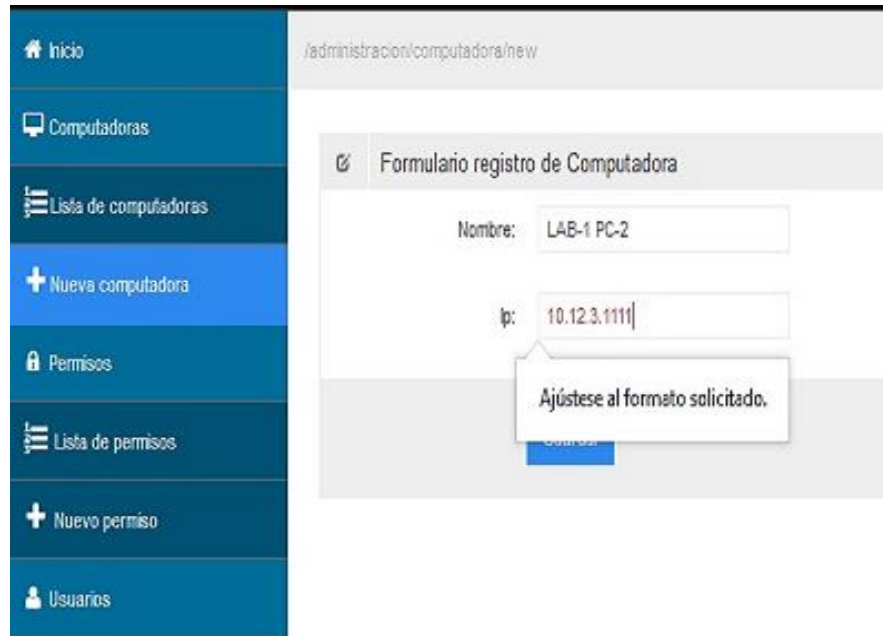 Inicio
/administracion/computadora/new
Computadoras
Formulario registro de Computadora
Lista de computadoras
Nombre: LAB-1 PC-2
Nueva computadora
Ip: 10.12.3.1111
Permisos
Ajústese al formato solicitado.
Lista de permisos
Nuevo permiso
Usuarios